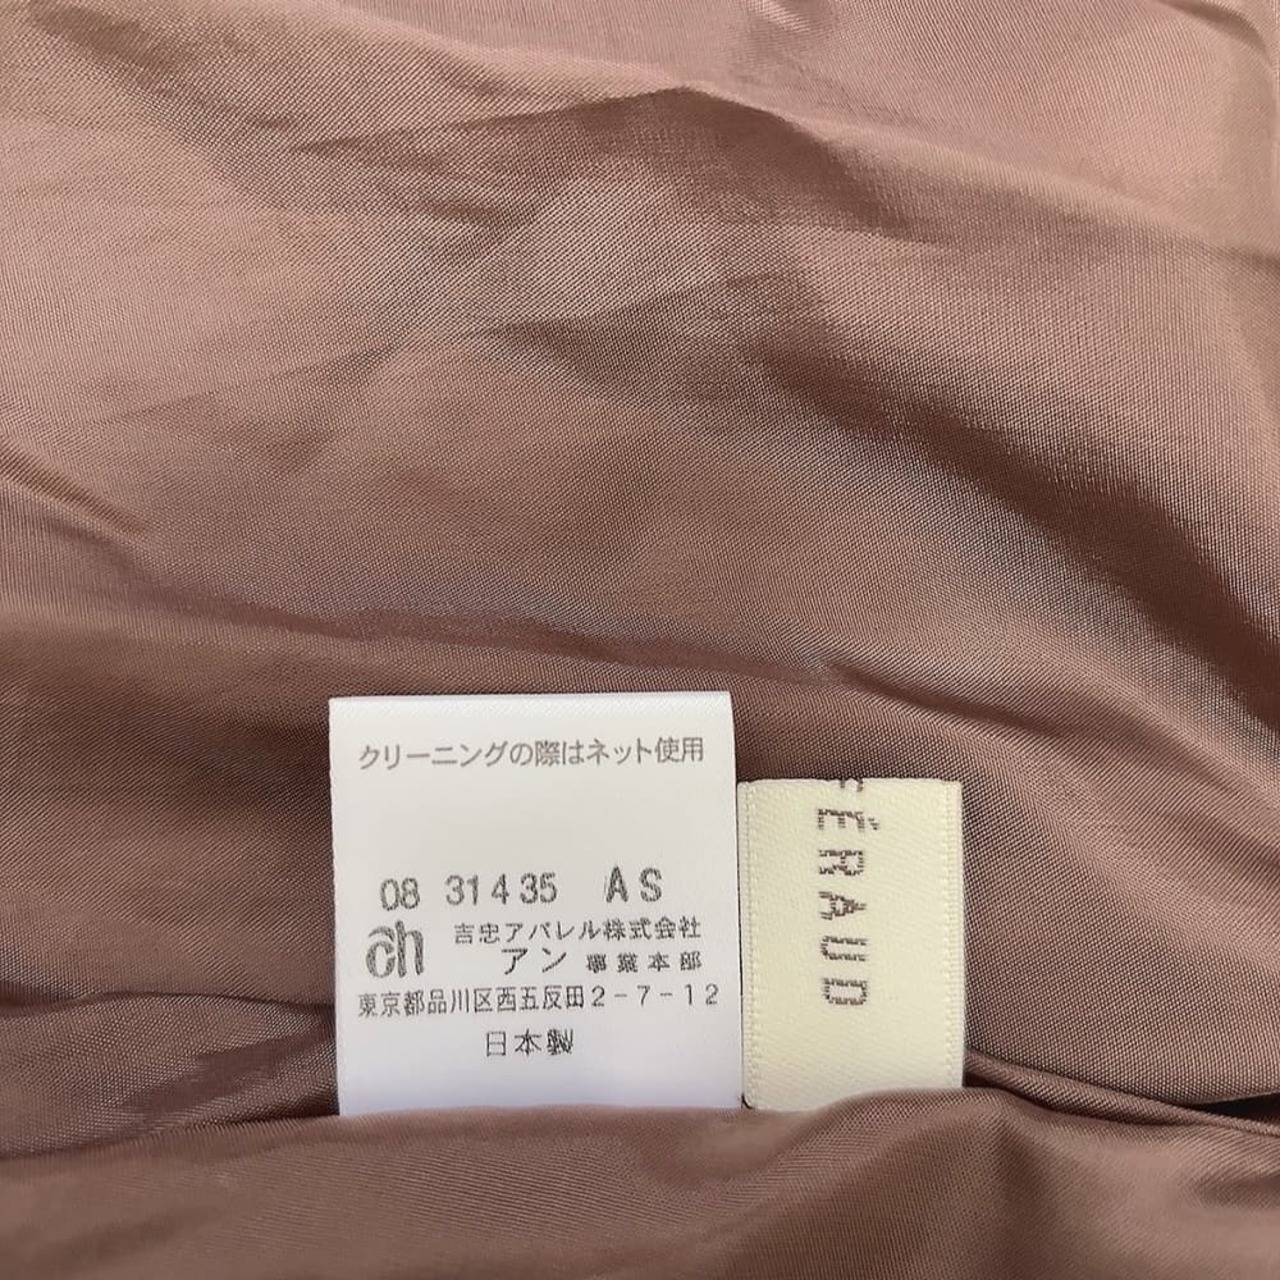 クリーニングの際はネット使用
08 31435 AS
ah 吉忠アパレル株式会社
アン 事業本部
東京都品川区西五反田2-7-12
日本製
FÉRAUD